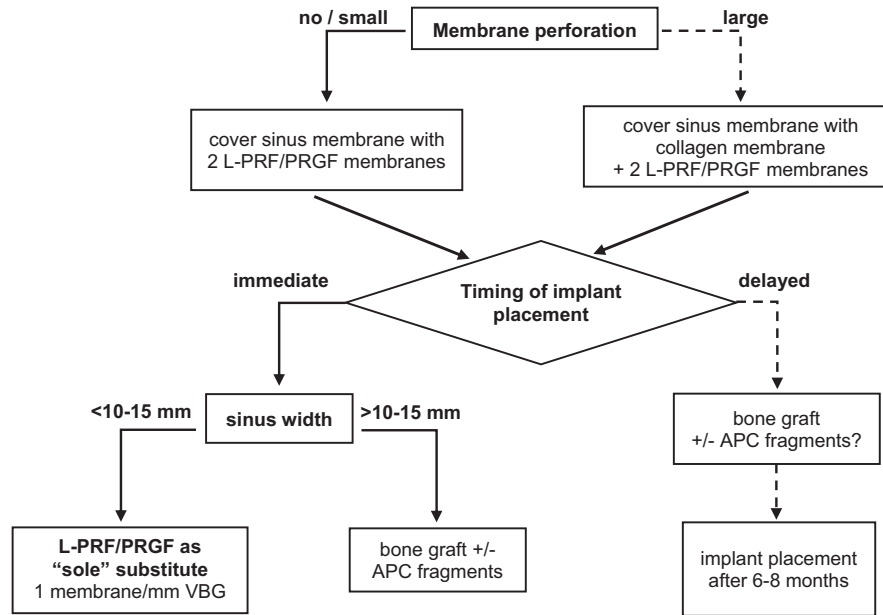 no / small
Membrane perforation
large
cover sinus membrane with
2 L-PRF/PRGF membranes
cover sinus membrane with
collagen membrane
+ 2 L-PRF/PRGF membranes
immediate
Timing of implant
placement
delayed
<10-15 mm
sinus width
>10-15 mm
bone graft
+/- APC fragments?
L-PRF/PRGF as
“sole” substitute
1 membrane/mm VBG
bone graft +/-
APC fragments
implant placement
after 6-8 months